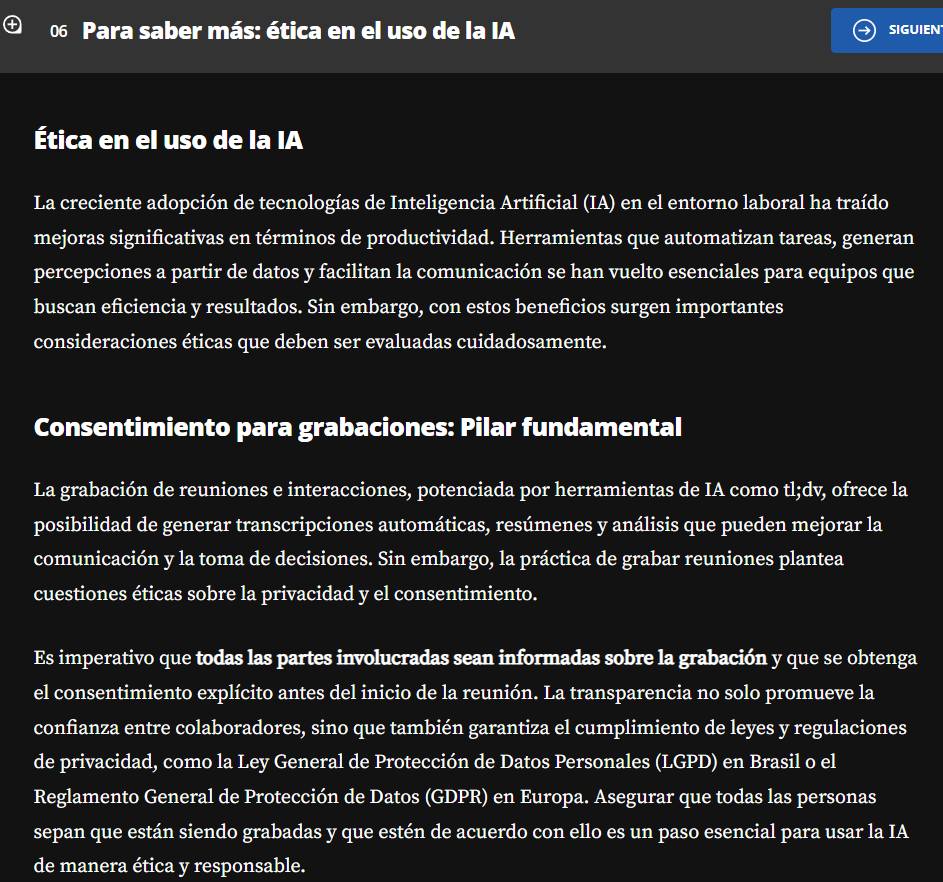 06 Para saber más: ética en el uso de la IA
SIGUIENT
Ética en el uso de la IA
La creciente adopción de tecnologías de Inteligencia Artificial (IA) en el entorno laboral ha traído
mejoras significativas en términos de productividad. Herramientas que automatizan tareas, generan
percepciones a partir de datos y facilitan la comunicación se han vuelto esenciales para equipos que
buscan eficiencia y resultados. Sin embargo, con estos beneficios surgen importantes
consideraciones éticas que deben ser evaluadas cuidadosamente.
Consentimiento para grabaciones: Pilar fundamental
La grabación de reuniones e interacciones, potenciada por herramientas de IA como tl;dv, ofrece la
posibilidad de generar transcripciones automáticas, resúmenes y análisis que pueden mejorar la
comunicación y la toma de decisiones. Sin embargo, la práctica de grabar reuniones plantea
cuestiones éticas sobre la privacidad y el consentimiento.
Es imperativo que todas las partes involucradas sean informadas sobre la grabación y que se obtenga
el consentimiento explícito antes del inicio de la reunión. La transparencia no solo promueve la
confianza entre colaboradores, sino que también garantiza el cumplimiento de leyes y regulaciones
de privacidad, como la Ley General de Protección de Datos Personales (LGPD) en Brasil o el
Reglamento General de Protección de Datos (GDPR) en Europa. Asegurar que todas las personas
sepan que están siendo grabadas y que estén de acuerdo con ello es un paso esencial para usar la IA
de manera ética y responsable.